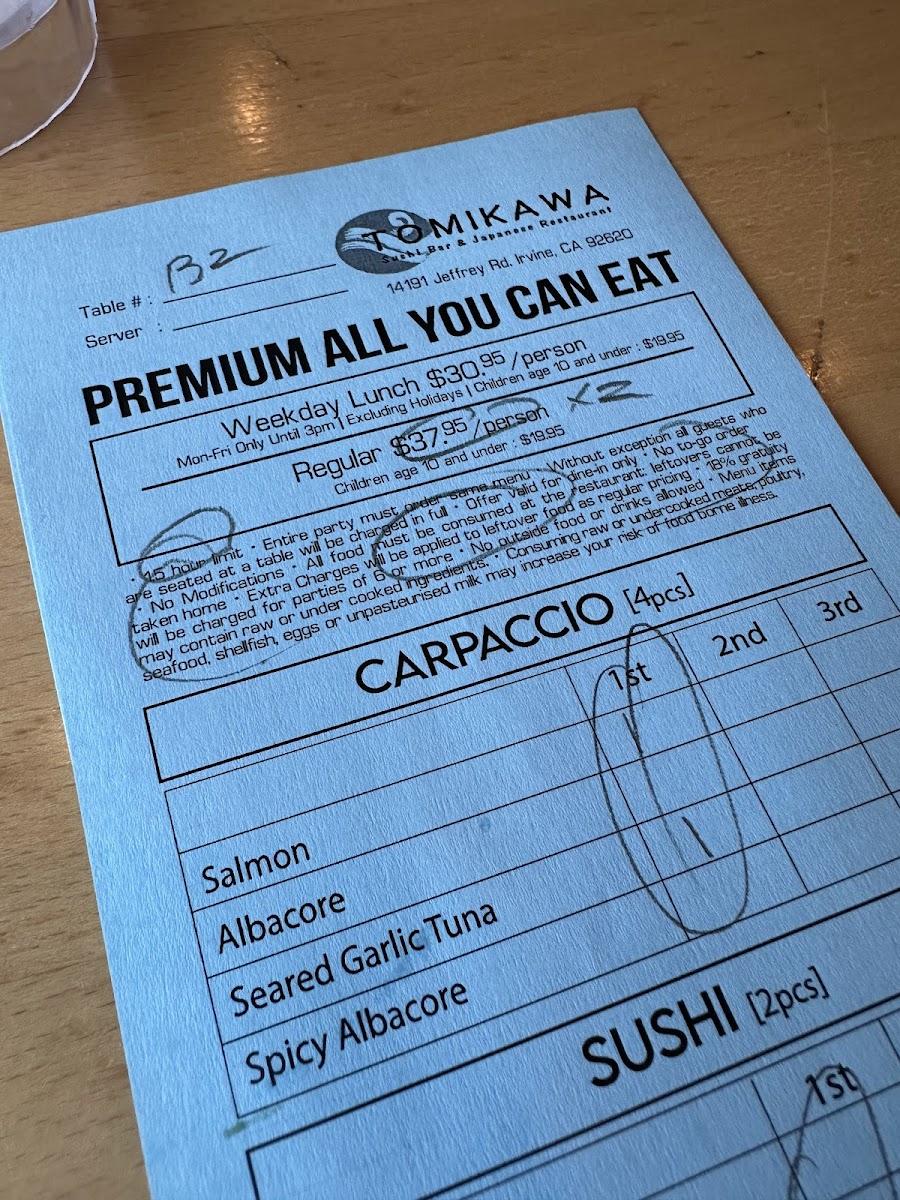 TOMIKAWA
Sushi Bar & Japanese Restaurant
14191 Jeffrey Rd. Irvine, CA 92620
Table # : B2
Server :
PREMIUM ALL YOU CAN EAT
Weekday Lunch $30.95/person
Mon-Fri Only Until 3pm | Excluding Holidays | Children age 10 and under : $19.95
Regular $37.95/person x2
Children age 10 and under : $19.95
· 1.5 hour limit · Entire party must order same menu · Without exception all guests who
are seated at a table will be charged in full · Offer valid for dine-in only · No to-go order
· No Modifications · All food must be consumed at the restaurant: leftovers cannot be
taken home · Extra Charges will be applied to leftover food as regular pricing · 18% gratuity
will be charged for parties of 6 or more · No outside food or drinks allowed · Menu items
may contain raw or under cooked ingredients. · Consuming raw or undercooked meats, poultry,
seafood, shellfish, eggs or unpasteurised milk may increase your risk of food borne illness.
CARPACCIO [4pcs]
1st 2nd 3rd
Salmon
Albacore
Seared Garlic Tuna
Spicy Albacore
SUSHI [2pcs]
1st